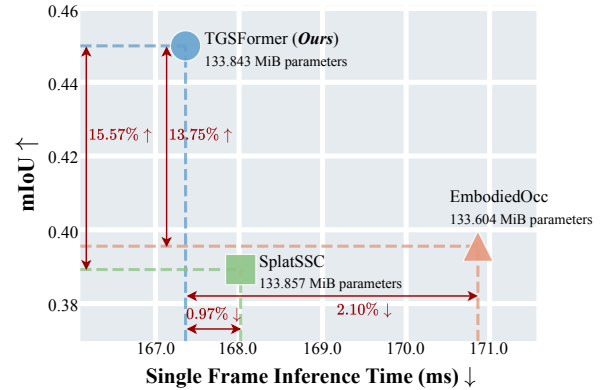 0.46
0.44
0.42
0.40
0.38
mIoU ↑
TGSFormer (Ours)
133.843 MiB parameters
15.57% ↑
13.75% ↑
EmbodiedOcc
133.604 MiB parameters
SplatSSC
133.857 MiB parameters
0.97% ↓
2.10% ↓
167.0
168.0
169.0
170.0
171.0
Single Frame Inference Time (ms) ↓